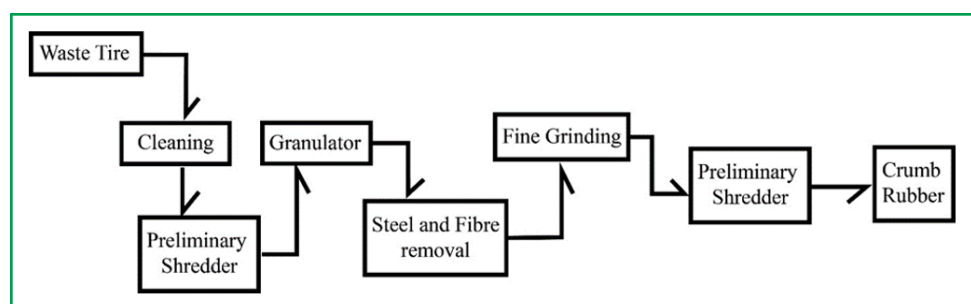 Waste Tire
Cleaning
Preliminary
Shredder
Granulator
Steel and Fibre
removal
Fine Grinding
Preliminary
Shredder
Crumb
Rubber